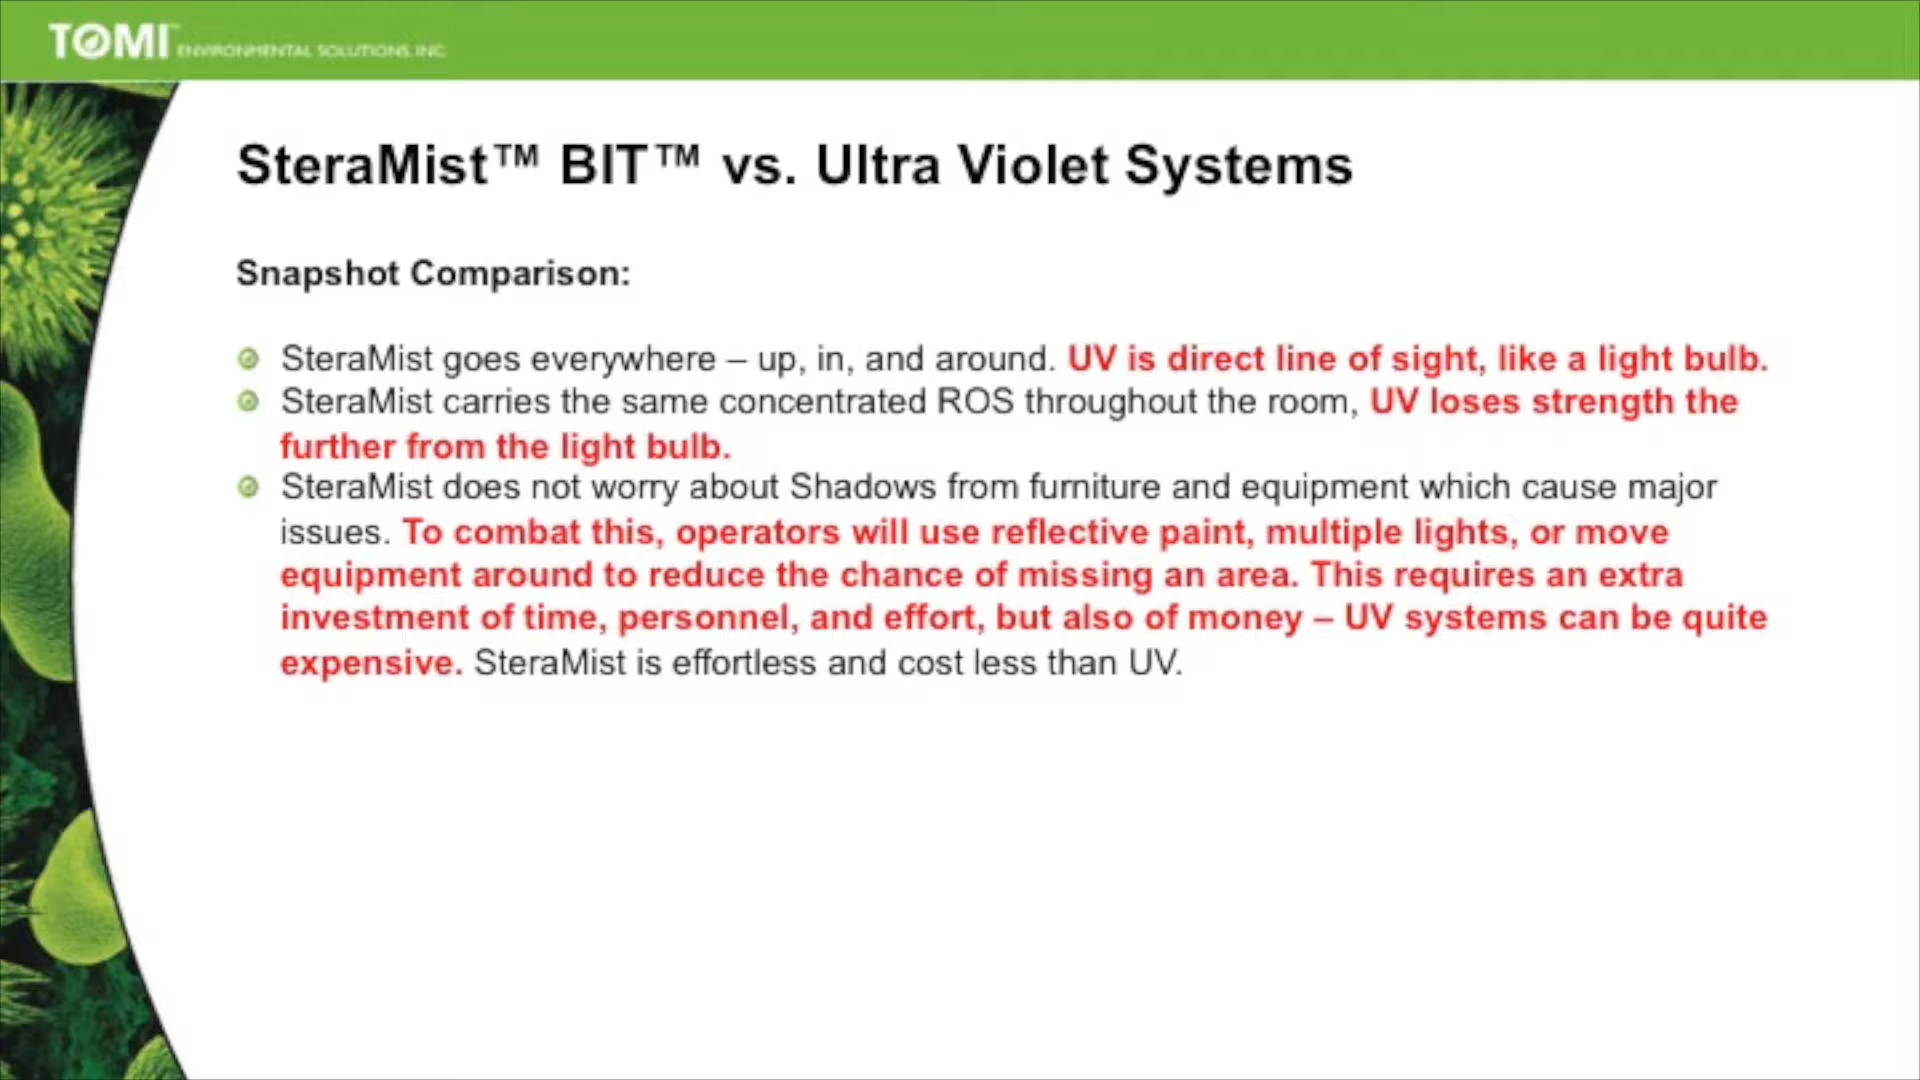 TOMI™ ENVIRONMENTAL SOLUTIONS, INC.
SteraMist™ BIT™ vs. Ultra Violet Systems
Snapshot Comparison:
SteraMist goes everywhere – up, in, and around. UV is direct line of sight, like a light bulb.
SteraMist carries the same concentrated ROS throughout the room, UV loses strength the
further from the light bulb.
SteraMist does not worry about Shadows from furniture and equipment which cause major
issues. To combat this, operators will use reflective paint, multiple lights, or move
equipment around to reduce the chance of missing an area. This requires an extra
investment of time, personnel, and effort, but also of money – UV systems can be quite
expensive. SteraMist is effortless and cost less than UV.